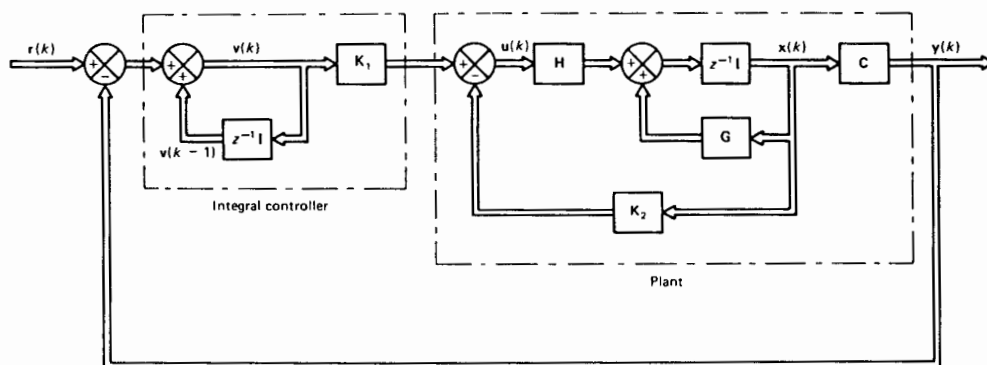 r(k)
+
−
+
+
v(k)
K₁
z⁻¹I
v(k − 1)
Integral controller
+
−
u(k)
H
+
+
z⁻¹I
x(k)
C
y(k)
G
K₂
Plant